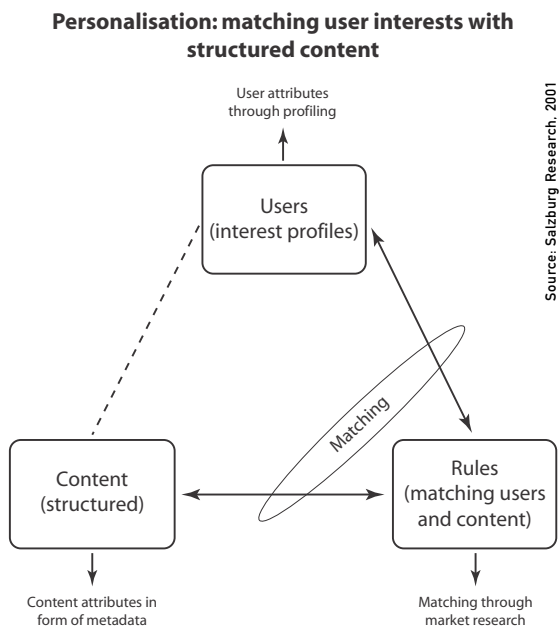 Personalisation: matching user interests with
structured content
User attributes
through profiling
Source: Salzburg Research, 2001
Users
(interest profiles)
Matching
Content
(structured)
Rules
(matching users
and content)
Content attributes in
form of metadata
Matching through
market research